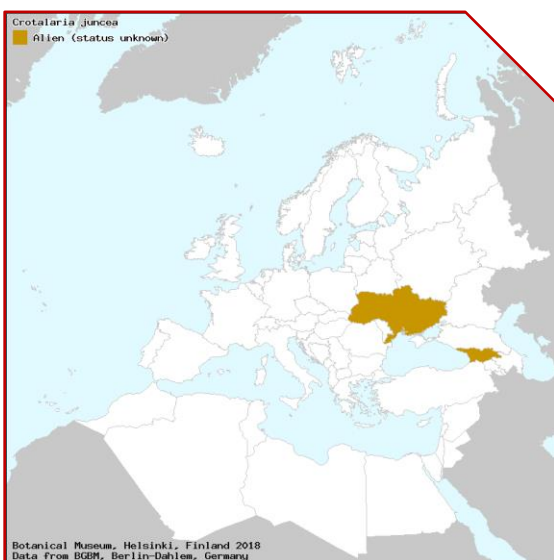 Crotalaria juncea
Alien (status unknown)
Botanical Museum, Helsinki, Finland 2018
Data from BGBM, Berlin-Dahlem, Germany